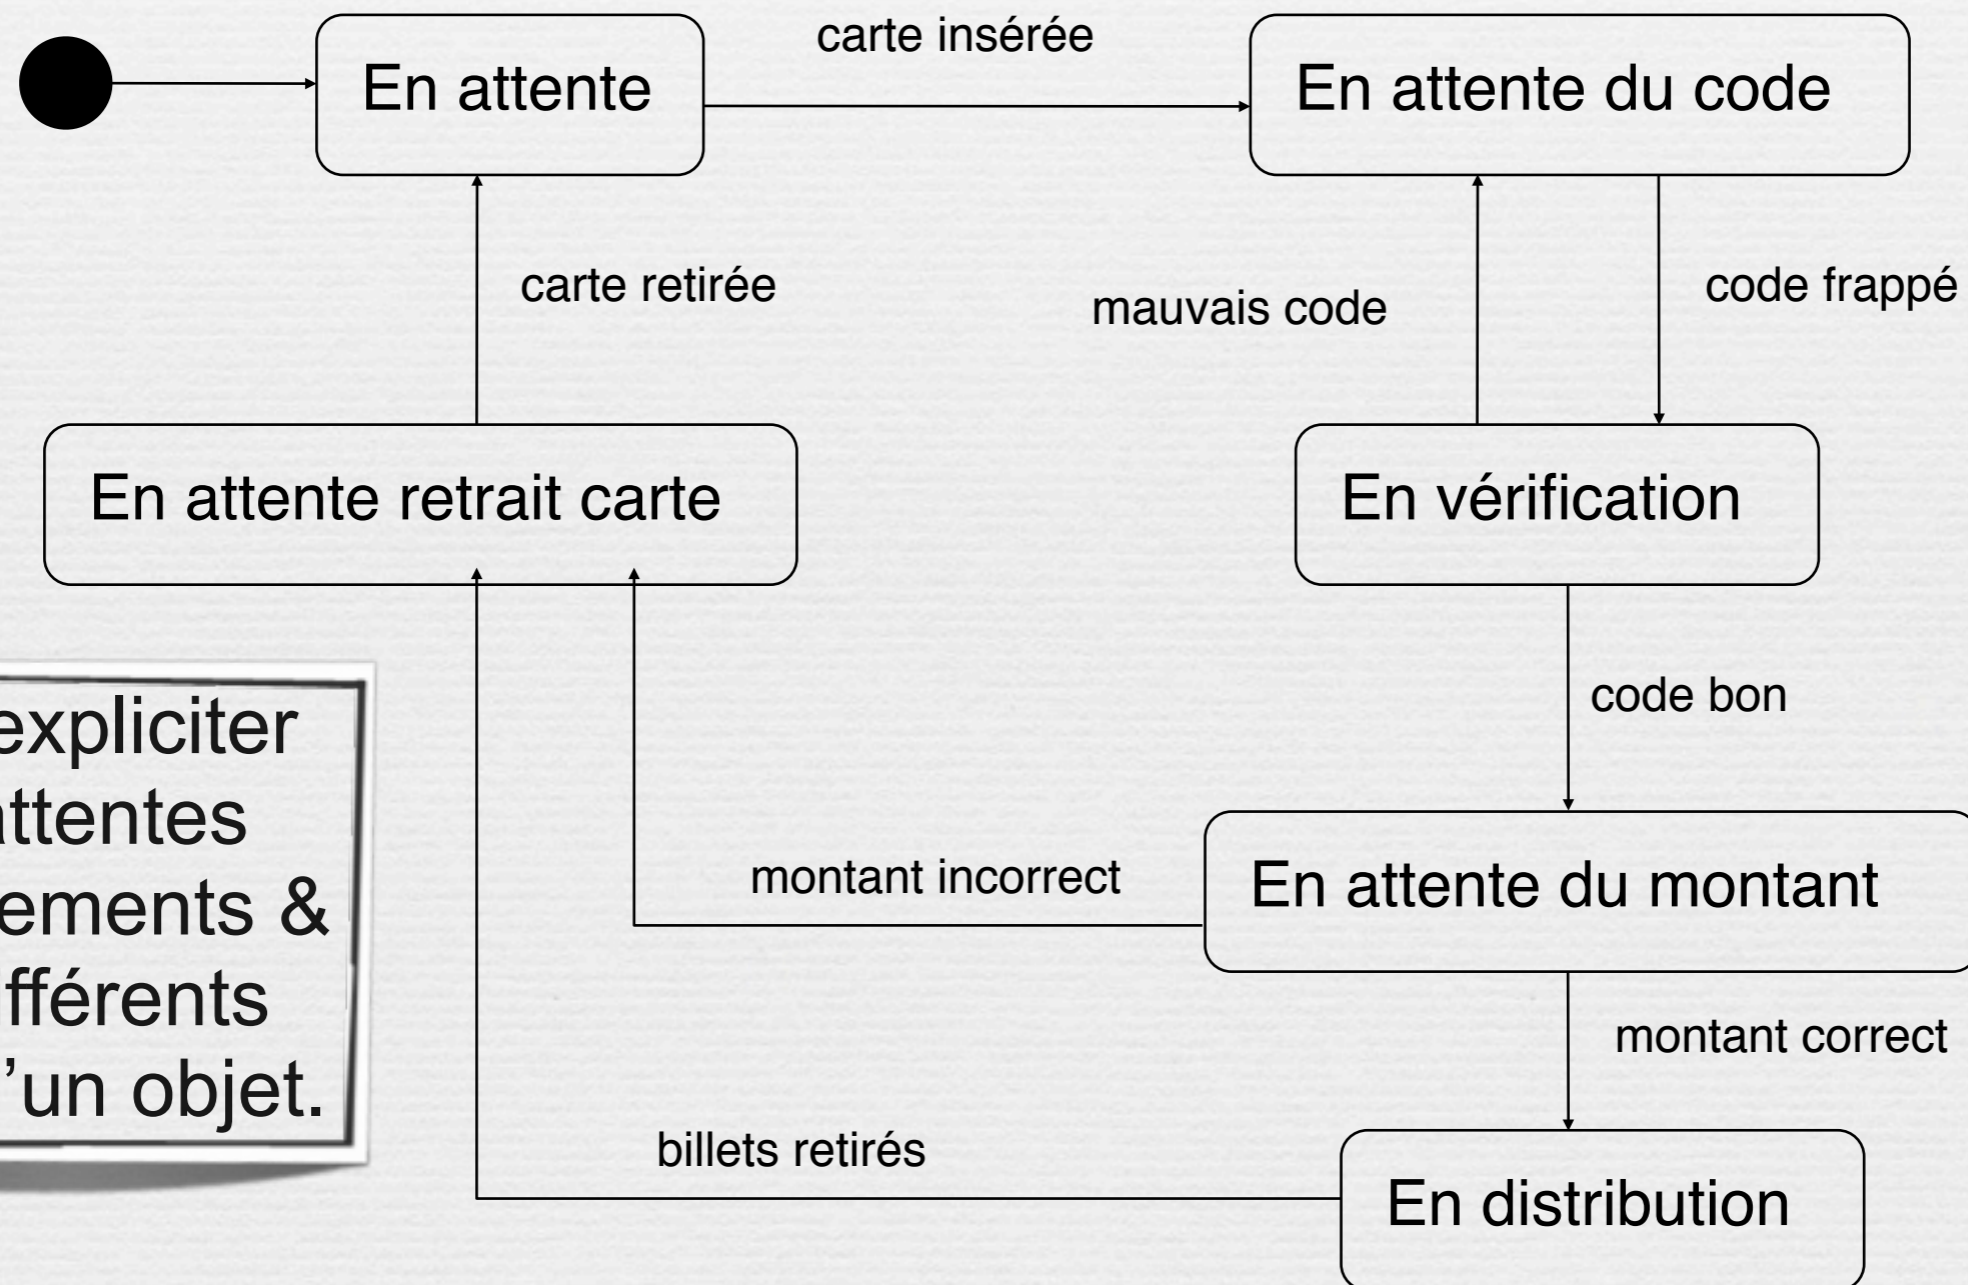 En attente
carte insérée
En attente du code
carte retirée
mauvais code
code frappé
En attente retrait carte
En vérification
code bon
expliciter
attentes
ements &
fférents
'un objet.
montant incorrect
En attente du montant
montant correct
billets retirés
En distribution